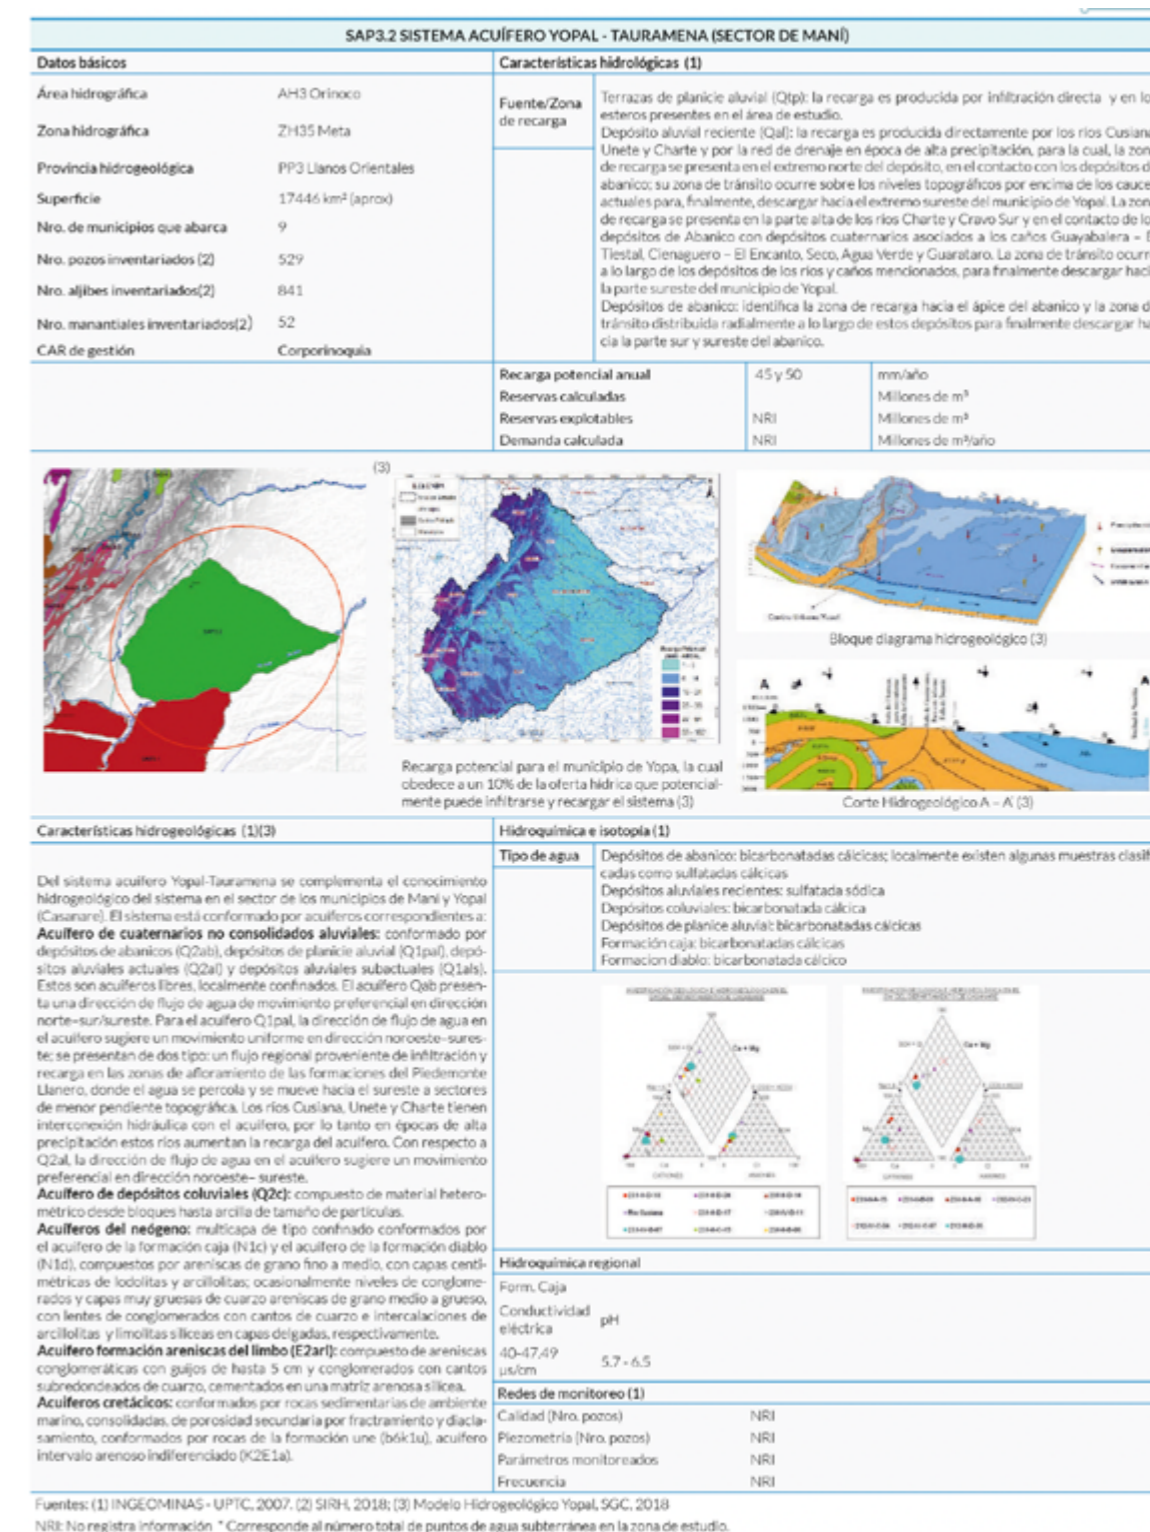 SAP3.2 SISTEMA ACUÍFERO YOPAL - TAURAMENA (SECTOR DE MANÍ)
Datos básicos
Área hidrográfica AH3 Orinoco
Zona hidrográfica ZH35 Meta
Provincia hidrogeológica PP3 Llanos Orientales
Superficie 17446 km² (aprox)
Nro. de municipios que abarca 9
Nro. pozos inventariados (2) 529
Nro. aljibes inventariados(2) 841
Nro. manantiales inventariados(2) 52
CAR de gestión Corporinoquia
Características hidrológicas (1)
Fuente/Zona
de recarga
Terrazas de planicie aluvial (Qtp): la recarga es producida por infiltración directa y en lo
esteros presentes en el área de estudio.
Depósito aluvial reciente (Qal): la recarga es producida directamente por los ríos Cusiana
Unete y Charte y por la red de drenaje en época de alta precipitación, para la cual, la zon
de recarga se presenta en el extremo norte del depósito, en el contacto con los depósitos d
abanico; su zona de tránsito ocurre sobre los niveles topográficos por encima de los cauce
actuales para, finalmente, descargar hacia el extremo sureste del municipio de Yopal. La zon
de recarga se presenta en la parte alta de los ríos Charte y Cravo Sur y en el contacto de lo
depósitos de Abanico con depósitos cuaternarios asociados a los caños Guayabalera – E
Tiestal, Cienaguero – El Encanto, Seco, Agua Verde y Guarataro. La zona de tránsito ocurr
a lo largo de los depósitos de los ríos y caños mencionados, para finalmente descargar haci
la parte sureste del municipio de Yopal.
Depósitos de abanico: identifica la zona de recarga hacia el ápice del abanico y la zona d
tránsito distribuida radialmente a lo largo de estos depósitos para finalmente descargar ha
cia la parte sur y sureste del abanico.
Recarga potencial anual 45 y 50 mm/año
Reservas calculadas Millones de m³
Reservas explotables NRI Millones de m³
Demanda calculada NRI Millones de m³/año
(3)
Centro Urbano Yopal
Bloque diagrama hidrogeológico (3)
A A
Recarga potencial para el municipio de Yopa, la cual
obedece a un 10% de la oferta hídrica que potencial-
mente puede infiltrarse y recargar el sistema (3)
Corte Hidrogeológico A – A' (3)
Características hidrogeológicas (1)(3)
Del sistema acuífero Yopal-Tauramena se complementa el conocimiento
hidrogeológico del sistema en el sector de los municipios de Maní y Yopal
(Casanare). El sistema está conformado por acuíferos correspondientes a:
Acuífero de cuaternarios no consolidados aluviales: conformado por
depósitos de abanicos (Q2ab), depósitos de planicie aluvial (Q1pal), depó-
sitos aluviales actuales (Q2al) y depósitos aluviales subactuales (Q1als).
Estos son acuíferos libres, localmente confinados. El acuífero Qab presen-
ta una dirección de flujo de agua de movimiento preferencial en dirección
norte–sur/sureste. Para el acuífero Q1pal, la dirección de flujo de agua en
el acuífero sugiere un movimiento uniforme en dirección noroeste–sures-
te; se presentan de dos tipo: un flujo regional proveniente de infiltración y
recarga en las zonas de afloramiento de las formaciones del Piedemonte
Llanero, donde el agua se percola y se mueve hacia el sureste a sectores
de menor pendiente topográfica. Los ríos Cusiana, Unete y Charte tienen
interconexión hidráulica con el acuífero, por lo tanto en épocas de alta
precipitación estos ríos aumentan la recarga del acuífero. Con respecto a
Q2al, la dirección de flujo de agua en el acuífero sugiere un movimiento
preferencial en dirección noroeste– sureste.
Acuífero de depósitos coluviales (Q2c): compuesto de material hetero-
métrico desde bloques hasta arcilla de tamaño de partículas.
Acuíferos del neógeno: multicapa de tipo confinado conformados por
el acuífero de la formación caja (N1c) y el acuífero de la formación diablo
(N1d), compuestos por areniscas de grano fino a medio, con capas centi-
métricas de lodolitas y arcillolitas; ocasionalmente niveles de conglome-
rados y capas muy gruesas de cuarzo areniscas de grano medio a grueso,
con lentes de conglomerados con cantos de cuarzo e intercalaciones de
arcillolitas y limolitas silíceas en capas delgadas, respectivamente.
Acuífero formación areniscas del limbo (E2arl): compuesto de areniscas
conglomeráticas con guijos de hasta 5 cm y conglomerados con cantos
subredondeados de cuarzo, cementados en una matriz arenosa silícea.
Acuíferos cretácicos: conformados por rocas sedimentarias de ambiente
marino, consolidadas, de porosidad secundaria por fractramiento y diacla-
samiento, conformados por rocas de la formación une (b6k1u), acuífero
intervalo arenoso indiferenciado (K2E1a).
Hidroquímica e isotopía (1)
Tipo de agua
Depósitos de abanico: bicarbonatadas cálcicas; localmente existen algunas muestras clasifi
cadas como sulfatadas cálcicas
Depósitos aluviales recientes: sulfatada sódica
Depósitos coluviales: bicarbonatada cálcica
Depósitos de planice aluvial: bicarbonatadas cálcicas
Formación caja: bicarbonatadas cálcicas
Formacion diablo: bicarbonatada cálcico
Ca + Mg
Ca + Mg
CATIONES
ANIONES
CATIONES
ANIONES
Río Cusiana
Hidroquímica regional
Form. Caja
Conductividad
eléctrica
pH
40-47,49
µs/cm
5.7 - 6.5
Redes de monitoreo (1)
Calidad (Nro. pozos) NRI
Piezometría (Nro. pozos) NRI
Parámetros monitoreados NRI
Frecuencia NRI
Fuentes: (1) INGEOMINAS - UPTC, 2007. (2) SIRH, 2018; (3) Modelo Hidrogeológico Yopal, SGC, 2018
NRI: No registra información * Corresponde al número total de puntos de agua subterránea en la zona de estudio.